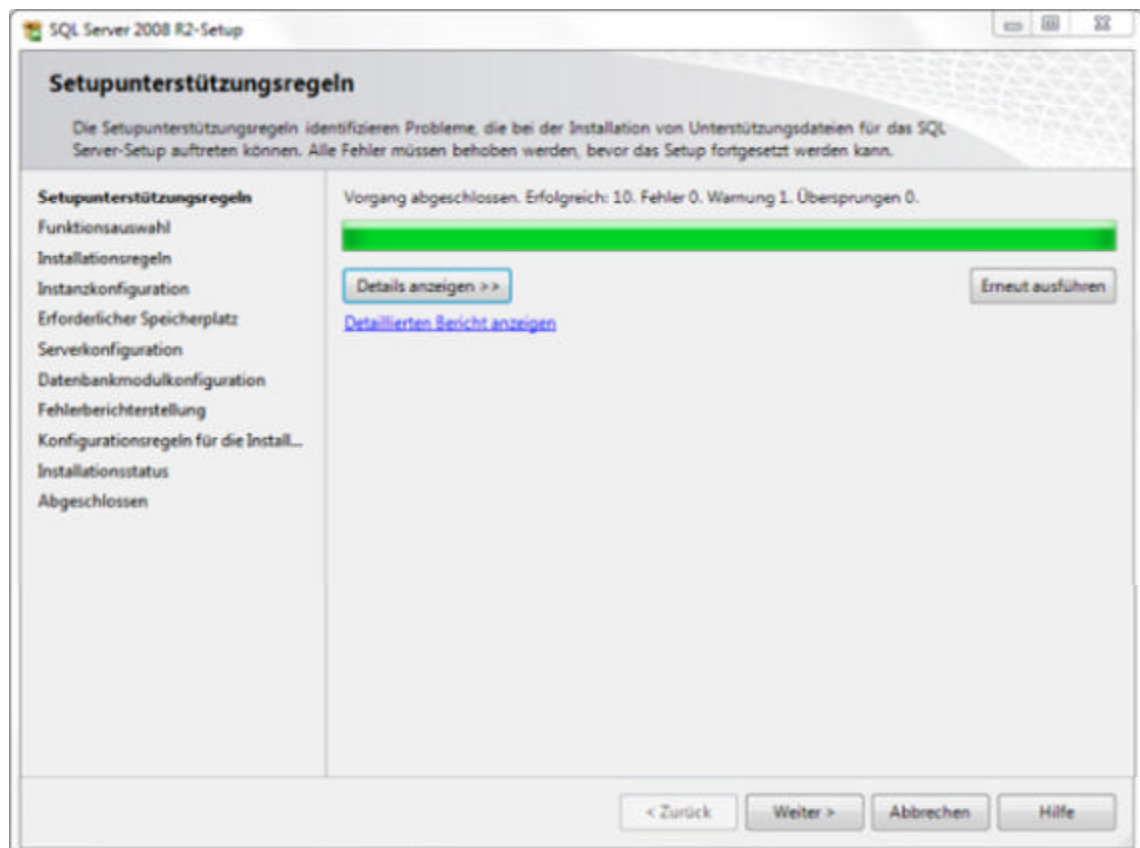 SQL Server 2008 R2-Setup
Setupunterstützungsregeln
Die Setupunterstützungsregeln identifizieren Probleme, die bei der Installation von Unterstützungsdateien für das SQL
Server-Setup auftreten können. Alle Fehler müssen behoben werden, bevor das Setup fortgesetzt werden kann.
Setupunterstützungsregeln
Funktionsauswahl
Installationsregeln
Instanzkonfiguration
Erforderlicher Speicherplatz
Serverkonfiguration
Datenbankmodulkonfiguration
Fehlerberichterstellung
Konfigurationsregeln für die Install...
Installationsstatus
Abgeschlossen
Vorgang abgeschlossen. Erfolgreich: 10. Fehler 0. Warnung 1. Übersprungen 0.
Details anzeigen >>
Erneut ausführen
Detaillierten Bericht anzeigen
< Zurück
Weiter >
Abbrechen
Hilfe